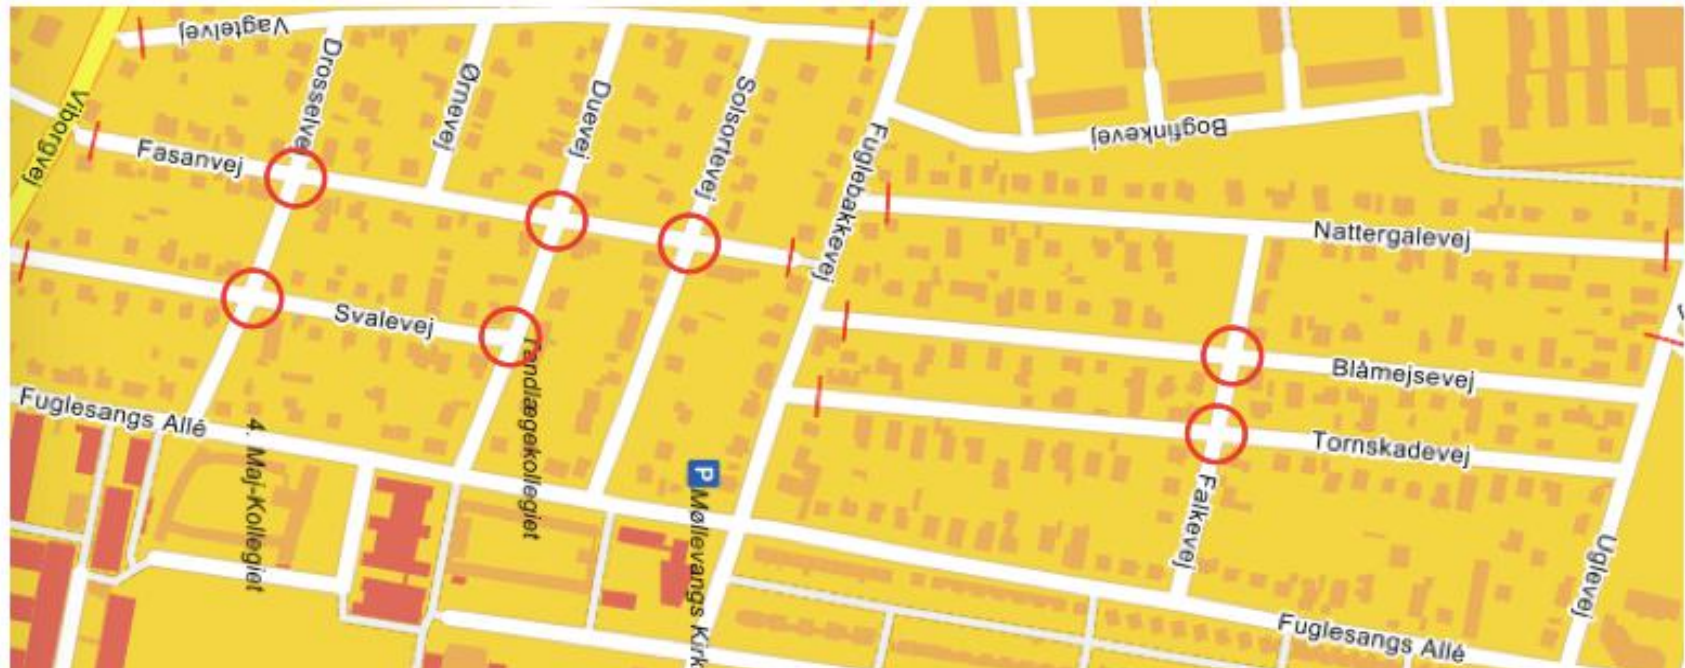 Vagtelvej
Viborgvej
Drosselvej
Ørnevej
Duevej
Solsortevej
Fuglebakkevej
Bogfinkevej
Fasanvej
Nattergalevej
Svalevej
Blåmejsevej
Tornskadevej
Fuglesangs Allé
4. Maj-Kollegiet
Tandlægekollegiet
P
Møllevangs Kirk
Falkevej
Uglevej
Fuglesangs Allé